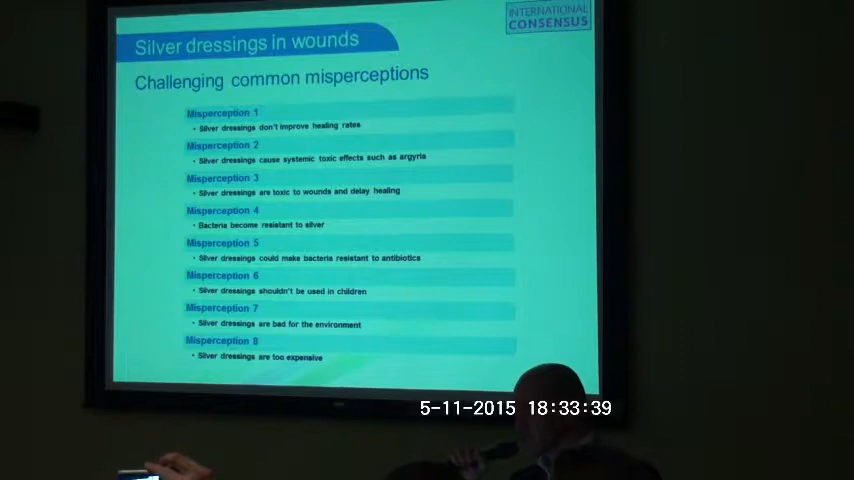 INTERNATIONAL
CONSENSUS
Silver dressings in wounds
Challenging common misperceptions
Misperception 1
• Silver dressings don't improve healing rates
Misperception 2
• Silver dressings cause systemic toxic effects such as argyria
Misperception 3
• Silver dressings are toxic to wounds and delay healing
Misperception 4
• Bacteria become resistant to silver
Misperception 5
• Silver dressings could make bacteria resistant to antibiotics
Misperception 6
• Silver dressings shouldn't be used in children
Misperception 7
• Silver dressings are bad for the environment
Misperception 8
• Silver dressings are too expensive
5-11-2015 18:33:39